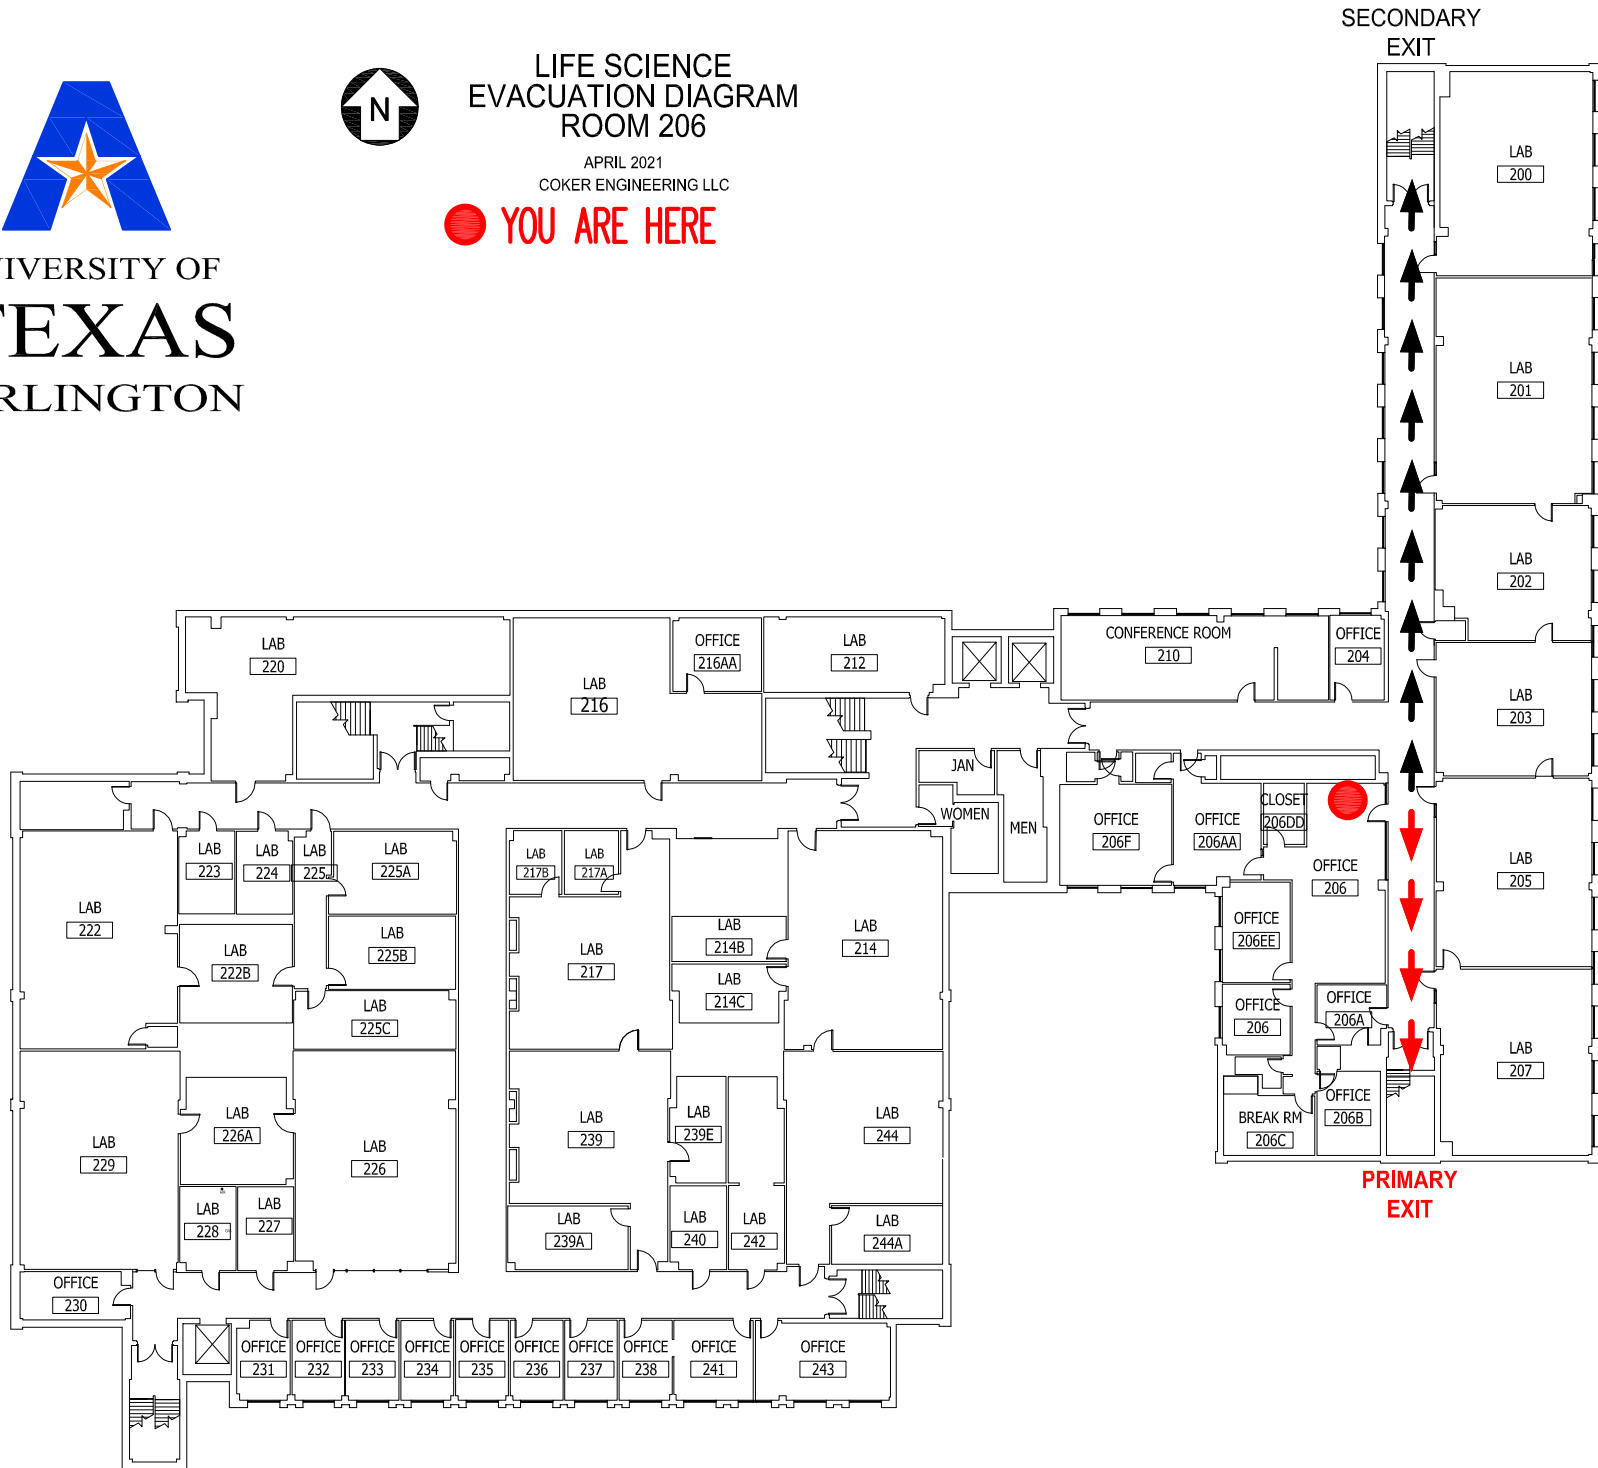 SECONDARY
EXIT
LIFE SCIENCE
EVACUATION DIAGRAM
ROOM 206
N
APRIL 2021
COKER ENGINEERING LLC
YOU ARE HERE
IVERSITY OF
TEXAS
RLINGTON
LAB
200
LAB
201
LAB
202
LAB
203
LAB
205
LAB
207
CONFERENCE ROOM
210
OFFICE
204
LAB
220
LAB
216
OFFICE
216AA
LAB
212
JAN
WOMEN
MEN
OFFICE
206F
OFFICE
206AA
CLOSET
206DD
OFFICE
206
OFFICE
206EE
OFFICE
206
OFFICE
206A
OFFICE
206B
BREAK RM
206C
PRIMARY
EXIT
LAB
222
LAB
223
LAB
224
LAB
225
LAB
225A
LAB
225B
LAB
222B
LAB
225C
LAB
217B
LAB
217A
LAB
217
LAB
214B
LAB
214C
LAB
214
LAB
229
LAB
226A
LAB
226
LAB
228
LAB
227
LAB
239
LAB
239E
LAB
244
LAB
239A
LAB
240
LAB
242
LAB
244A
OFFICE
230
OFFICE
231
OFFICE
232
OFFICE
233
OFFICE
234
OFFICE
235
OFFICE
236
OFFICE
237
OFFICE
238
OFFICE
241
OFFICE
243